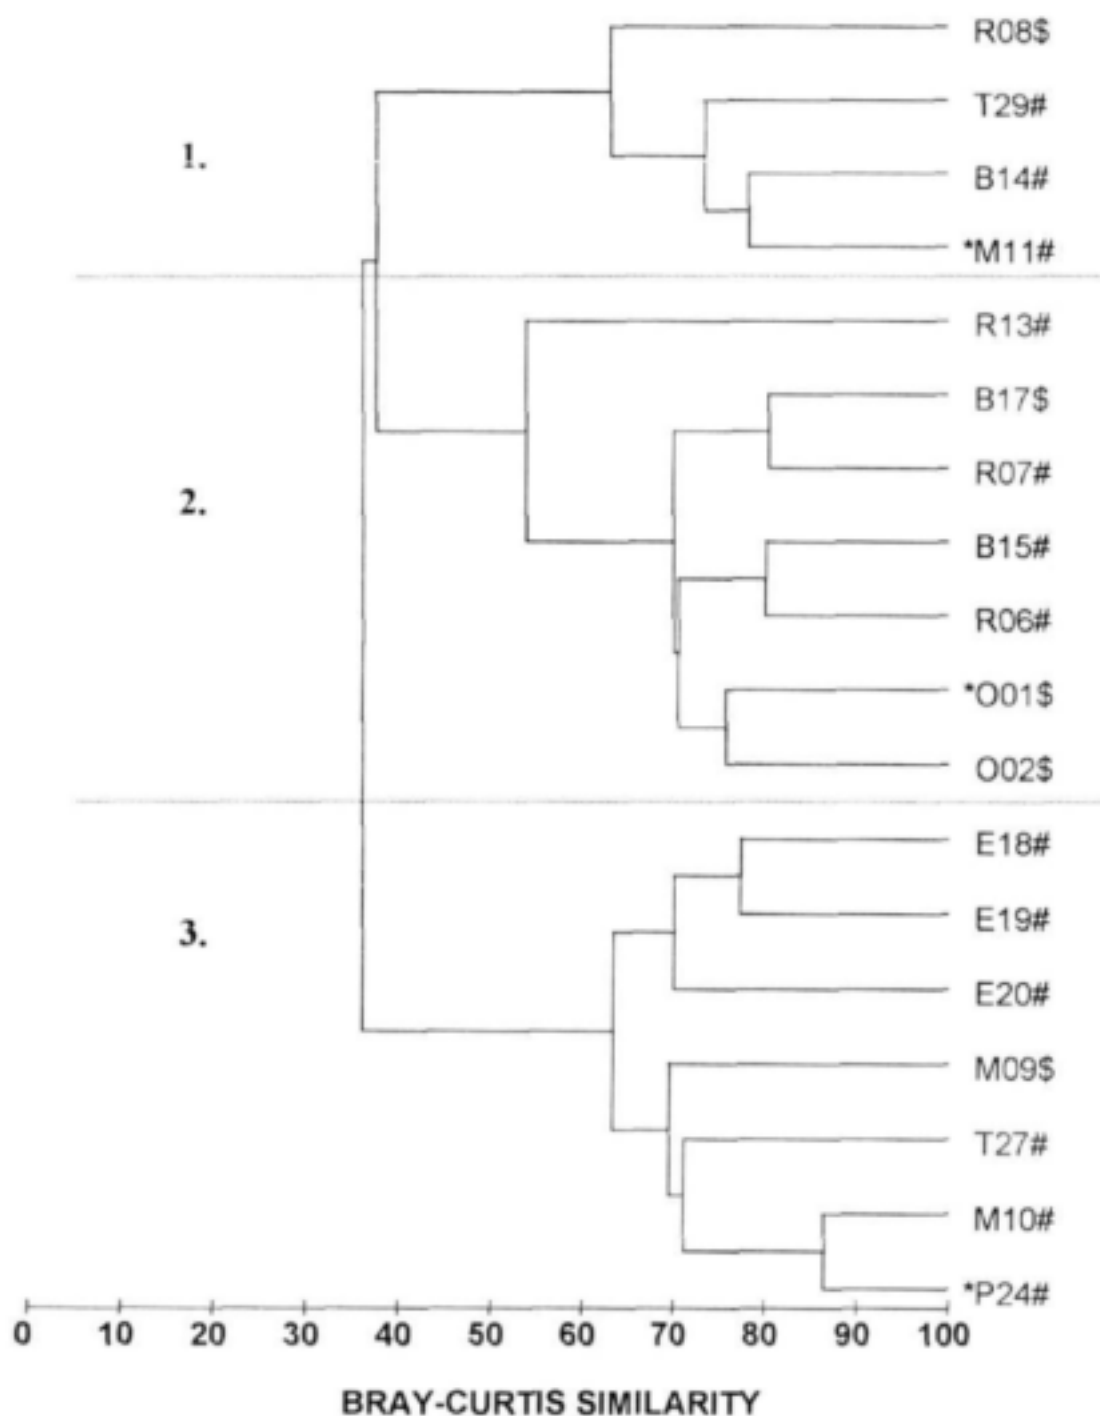 R08$
T29#
1.
B14#
*M11#
R13#
B17$
R07#
2.
B15#
R06#
*O01$
O02$
E18#
E19#
3.
E20#
M09$
T27#
M10#
*P24#
0 10 20 30 40 50 60 70 80 90 100
BRAY-CURTIS SIMILARITY